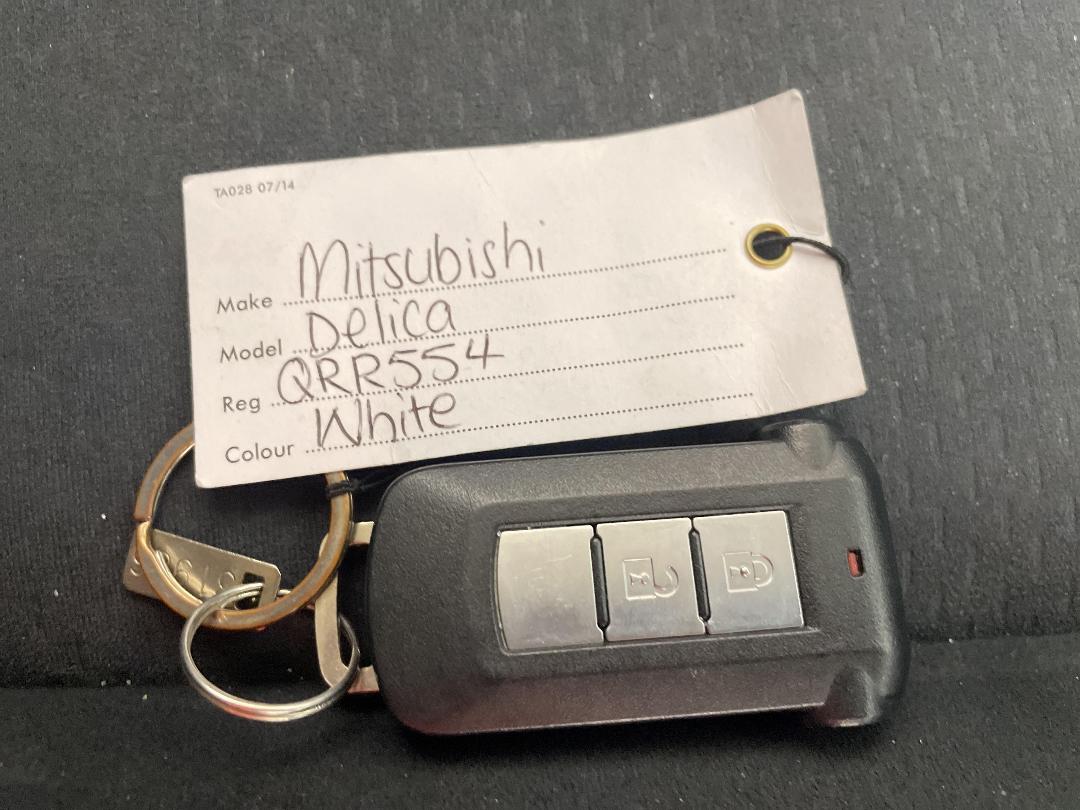 TA028 07/14
Make Mitsubishi
Model Delica
Reg QRR554
Colour White